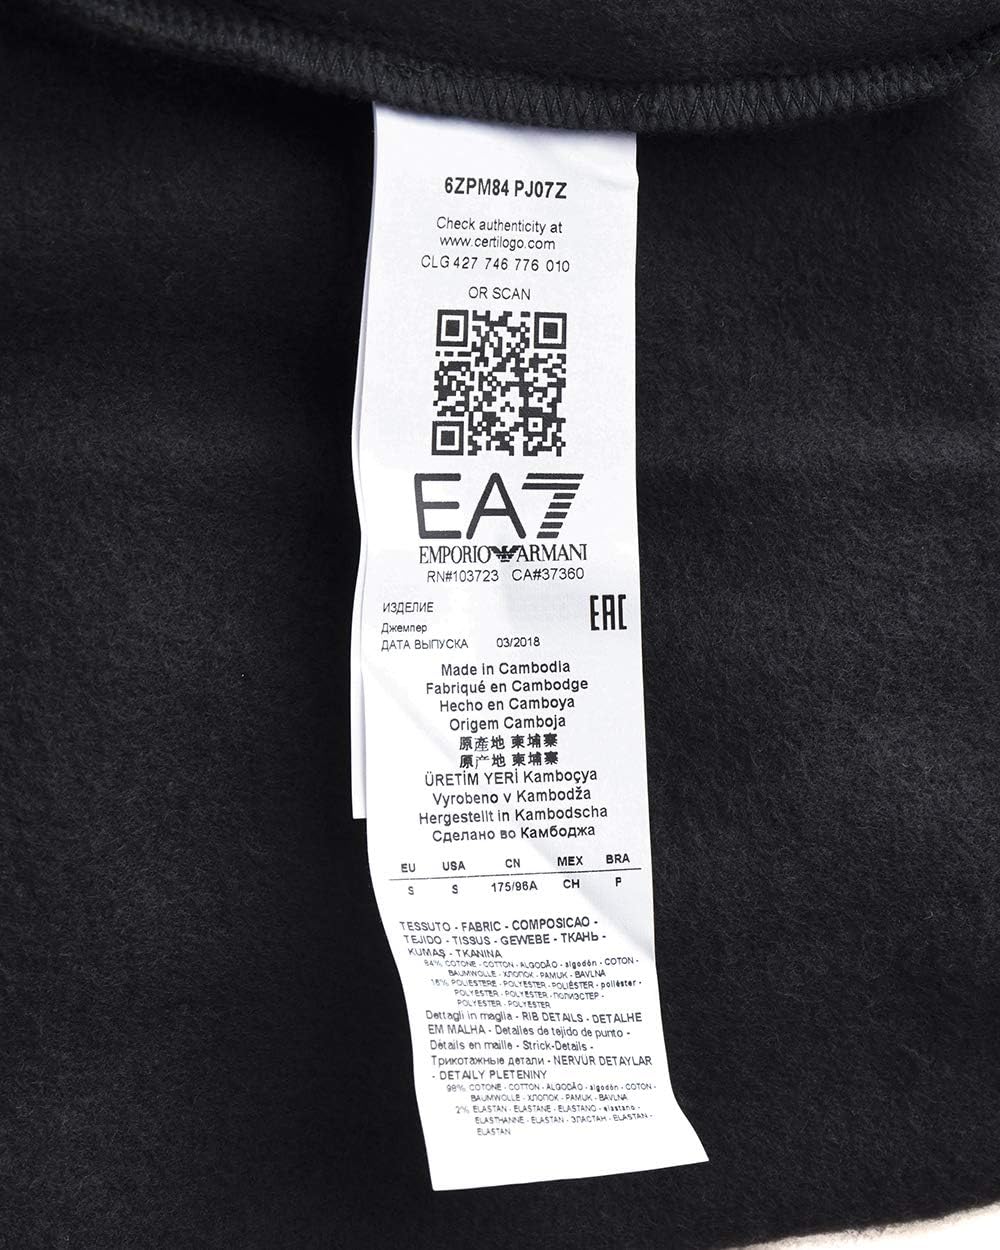 6ZPM84 PJ07Z
Check authenticity at
www.certilogo.com
CLG 427 746 776 010
OR SCAN
EA7
EMPORIO ARMANI
RN#103723 CA#37360
ИЗДЕЛИЕ
EAC
Джемпер
ДАТА ВЫПУСКА 03/2018
Made in Cambodia
Fabriqué en Cambodge
Hecho en Camboya
Origem Camboja
原產地 柬埔寨
原产地 柬埔寨
ÜRETİM YERİ Kamboçya
Vyrobeno v Kambodža
Hergestellt in Kambodscha
Сделано во Камбоджа
EU USA CN MEX BRA
S S 175/96A CH P
TESSUTO - FABRIC - COMPOSICAO -
TEJIDO - TISSUS - GEWEBE - ТКАНЬ -
KUMAŞ - TKANINA
84% COTONE - COTTON - ALGODÃO - algodón - COTON -
BAUMWOLLE - ХЛОПОК - PAMUK - BAVLNA
16% POLIESTERE - POLYESTER - POLIÉSTER - poliéster -
POLYESTER - POLYESTER - ПОЛИЭСТЕР -
POLYESTER - POLYESTER
Dettagli in maglia - RIB DETAILS - DETALHE
EM MALHA - Detalles de tejido de punto -
Détails en maille - Strick-Details -
Трикотажные детали - NERVÜR DETAYLAR
- DETAILY PLETENINY
98% COTONE - COTTON - ALGODÃO - algodón - COTON -
BAUMWOLLE - ХЛОПОК - PAMUK - BAVLNA
2% ELASTAN - ELASTANE - ELASTANO - elastano -
ELASTHANNE - ELASTAN - ЭЛАСТАН - ELASTAN -
ELASTAN